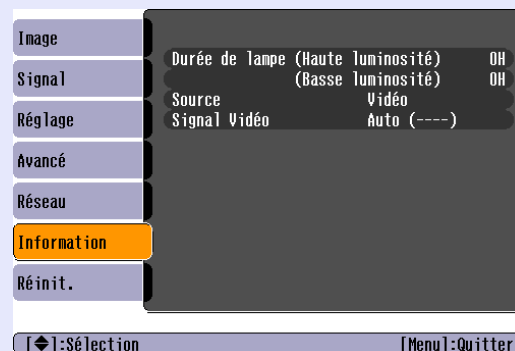 Image
Signal
Réglage
Avancé
Réseau
Information
Réinit.
Durée de lampe (Haute luminosité) 0H
(Basse luminosité) 0H
Source Vidéo
Signal Vidéo Auto (----)
[◆]:Sélection [Menu]:Quitter